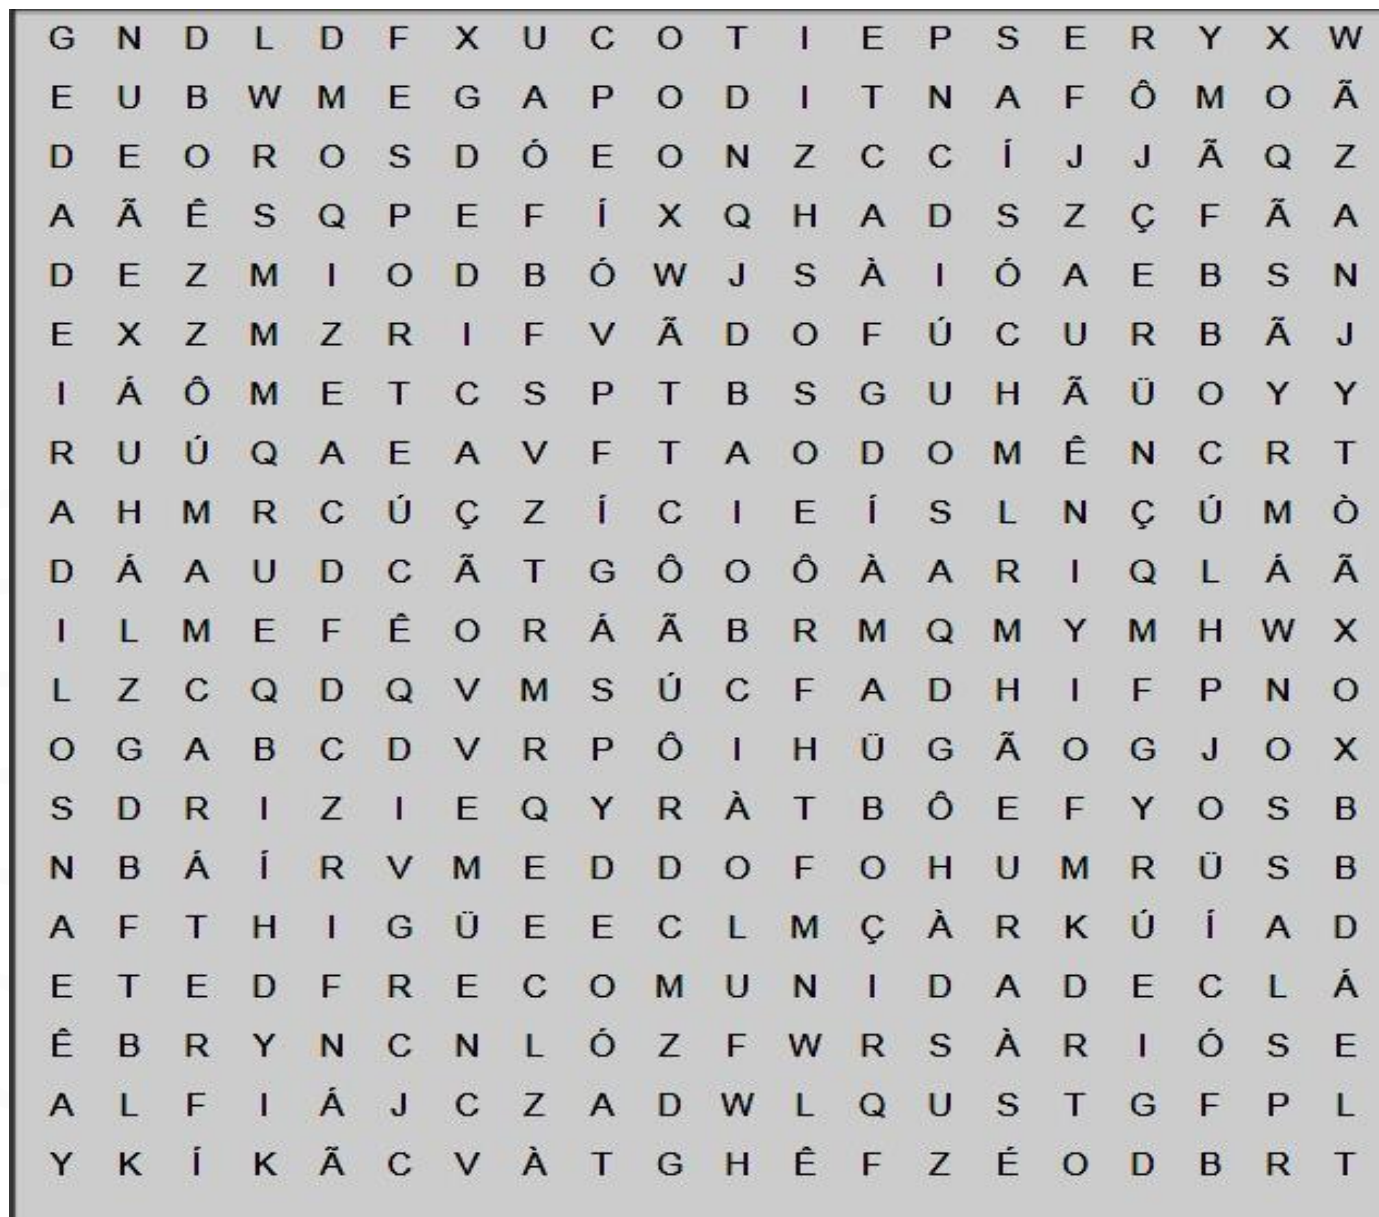 G N D L D F X U C O T I E P S E R Y X W
E U B W M E G A P O D I T N A F Ô M O Ã
D E O R O S D Ó E O N Z C C Í J J Ã Q Z
A Ã Ê S Q P E F Í X Q H A D S Z Ç F Ã A
D E Z M I O D B Ó W J S À I Ó A E B S N
E X Z M Z R I F V Ã D O F Ú C U R B Ã J
I Á Ô M E T C S P T B S G U H Ã Ü O Y Y
R U Ú Q A E A V F T A O D O M Ê N C R T
A H M R C Ú Ç Z Í C I E Í S L N Ç Ú M Ò
D Á A U D C Ã T G Ô O Ô À A R I Q L Á Ã
I L M E F Ê O R Á Ã B R M Q M Y M H W X
L Z C Q D Q V M S Ú C F A D H I F P N O
O G A B C D V R P Ô I H Ü G Ã O G J O X
S D R I Z I E Q Y R À T B Ô E F Y O S B
N B Á Í R V M E D D O F O H U M R Ü S B
A F T H I G Ü E E C L M Ç À R K Ú Í A D
E T E D F R E C O M U N I D A D E C L Á
Ê B R Y N C N L Ó Z F W R S À R I Ó S E
A L F I Á J C Z A D W L Q U S T G F P L
Y K Í K Ã C V À T G H Ê F Z É O D B R T